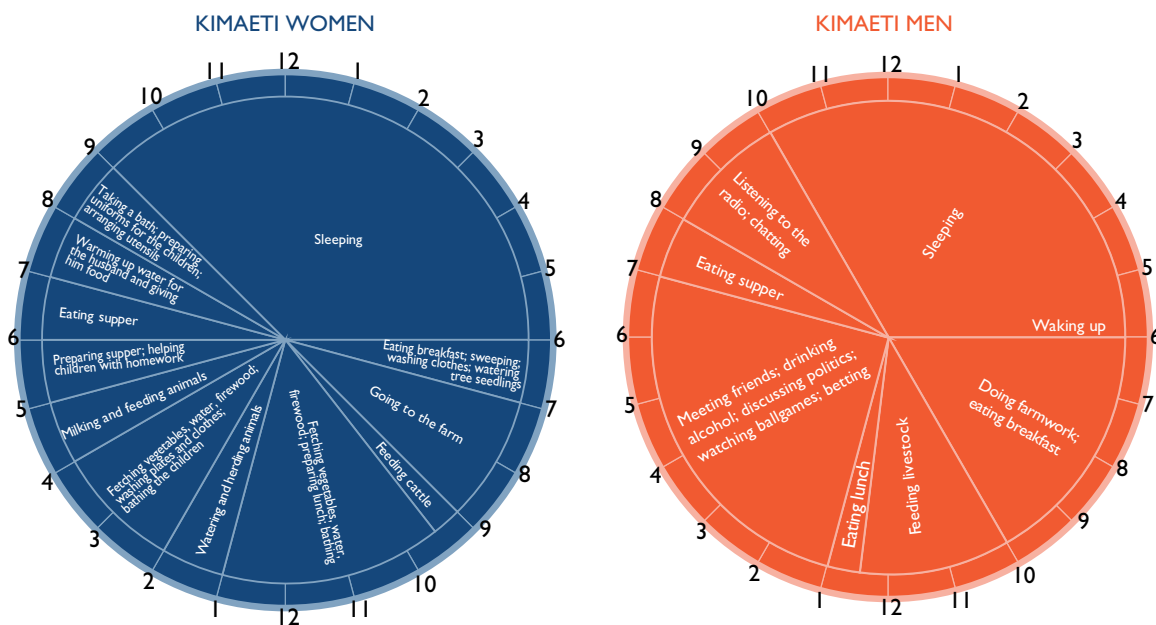 KIMAETI WOMEN
12
1
2
3
4
5
6
7
8
9
10
11
12
1
2
3
4
5
6
7
8
9
10
11
Sleeping
Eating breakfast; sweeping;
washing clothes; watering
tree seedlings
Going to the farm
Feeding cattle
Fetching vegetables, water,
firewood; preparing lunch; bathing
Watering and herding animals
Fetching vegetables, water, firewood;
washing plates and clothes;
bathing the children
Milking and feeding animals
Preparing supper; helping
children with homework
Eating supper
Warming up water for
the husband and giving
him food
Taking a bath; preparing
uniforms for the children;
arranging utensils
KIMAETI MEN
12
1
2
3
4
5
6
7
8
9
10
11
12
1
2
3
4
5
6
7
8
9
10
11
Sleeping
Waking up
Doing farmwork;
eating breakfast
Feeding livestock
Eating lunch
Meeting friends; drinking
alcohol; discussing politics;
watching ballgames; betting
Eating supper
Listening to the
radio; chatting